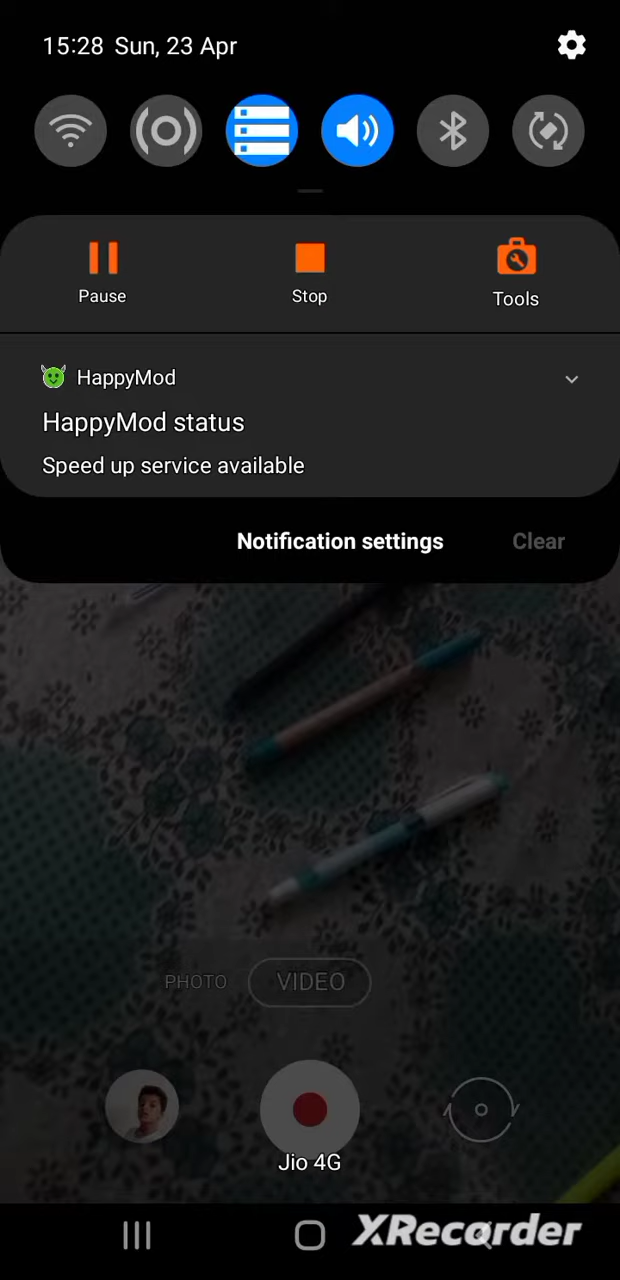 15:28 Sun, 23 Apr
Pause
Stop
Tools
HappyMod
HappyMod status
Speed up service available
Notification settings
Clear
PHOTO
VIDEO
Jio 4G
XRecorder